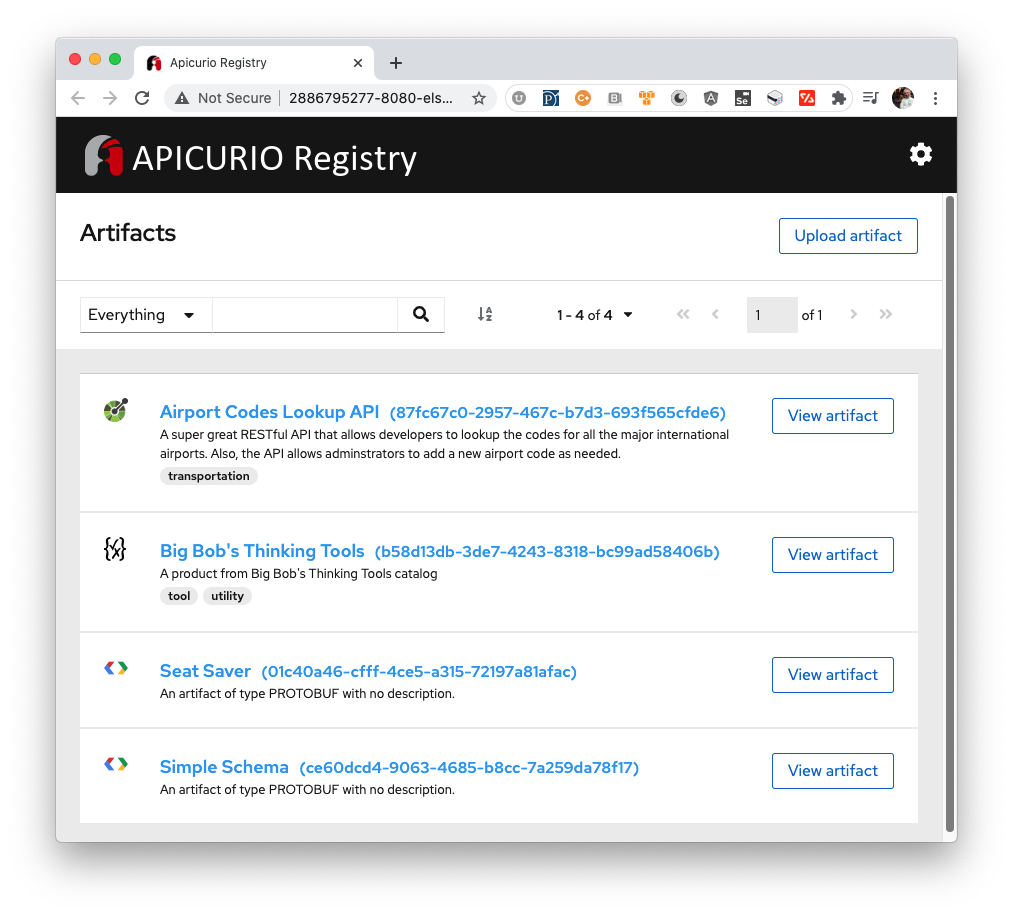 Apicurio Registry
Not Secure 2886795277-8080-els...
APICURIO Registry
Artifacts
Upload artifact
Everything
1 - 4 of 4
1 of 1
Airport Codes Lookup API (87fc67c0-2957-467c-b7d3-693f565cfde6)
View artifact
A super great RESTful API that allows developers to lookup the codes for all the major international
airports. Also, the API allows adminstrators to add a new airport code as needed.
transportation
Big Bob's Thinking Tools (b58d13db-3de7-4243-8318-bc99ad58406b)
View artifact
A product from Big Bob's Thinking Tools catalog
tool utility
Seat Saver (01c40a46-cfff-4ce5-a315-72197a81afac)
View artifact
An artifact of type PROTOBUF with no description.
Simple Schema (ce60dcd4-9063-4685-b8cc-7a259da78f17)
View artifact
An artifact of type PROTOBUF with no description.